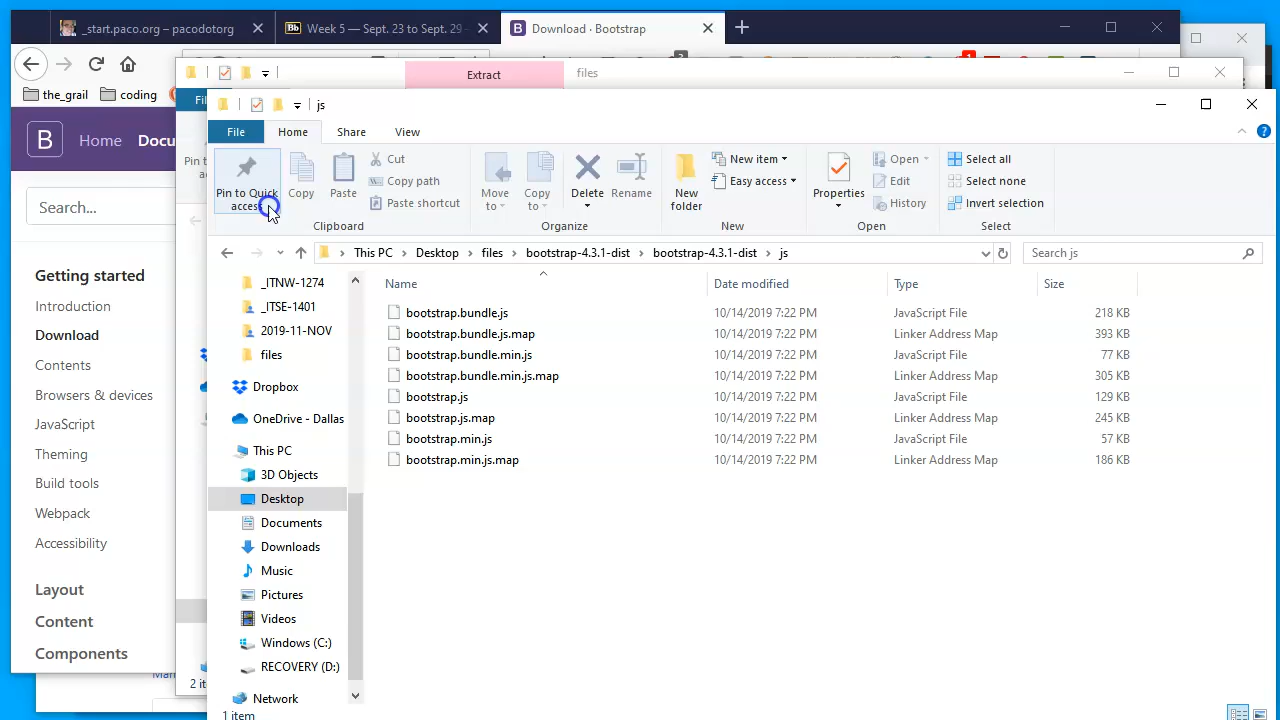 _start.paco.org – pacodotorg
Bb Week 5 — Sept. 23 to Sept. 29 -
B Download · Bootstrap
the_grail
coding
Extract
files
js
File
Home
Share
View
Pin to Quick access
Copy
Paste
Cut
Copy path
Paste shortcut
Clipboard
Move to
Copy to
Delete
Rename
Organize
New folder
New item
Easy access
New
Properties
Open
Edit
History
Open
Select all
Select none
Invert selection
Select
This PC > Desktop > files > bootstrap-4.3.1-dist > bootstrap-4.3.1-dist > js
Search js
B Home Docu
Search...
Getting started
Introduction
Download
Contents
Browsers & devices
JavaScript
Theming
Build tools
Webpack
Accessibility
Layout
Content
Components
_ITNW-1274
_ITSE-1401
2019-11-NOV
files
Dropbox
OneDrive - Dallas
This PC
3D Objects
Desktop
Documents
Downloads
Music
Pictures
Videos
Windows (C:)
RECOVERY (D:)
Network
Name Date modified Type Size
bootstrap.bundle.js 10/14/2019 7:22 PM JavaScript File 218 KB
bootstrap.bundle.js.map 10/14/2019 7:22 PM Linker Address Map 393 KB
bootstrap.bundle.min.js 10/14/2019 7:22 PM JavaScript File 77 KB
bootstrap.bundle.min.js.map 10/14/2019 7:22 PM Linker Address Map 305 KB
bootstrap.js 10/14/2019 7:22 PM JavaScript File 129 KB
bootstrap.js.map 10/14/2019 7:22 PM Linker Address Map 245 KB
bootstrap.min.js 10/14/2019 7:22 PM JavaScript File 57 KB
bootstrap.min.js.map 10/14/2019 7:22 PM Linker Address Map 186 KB
1 item